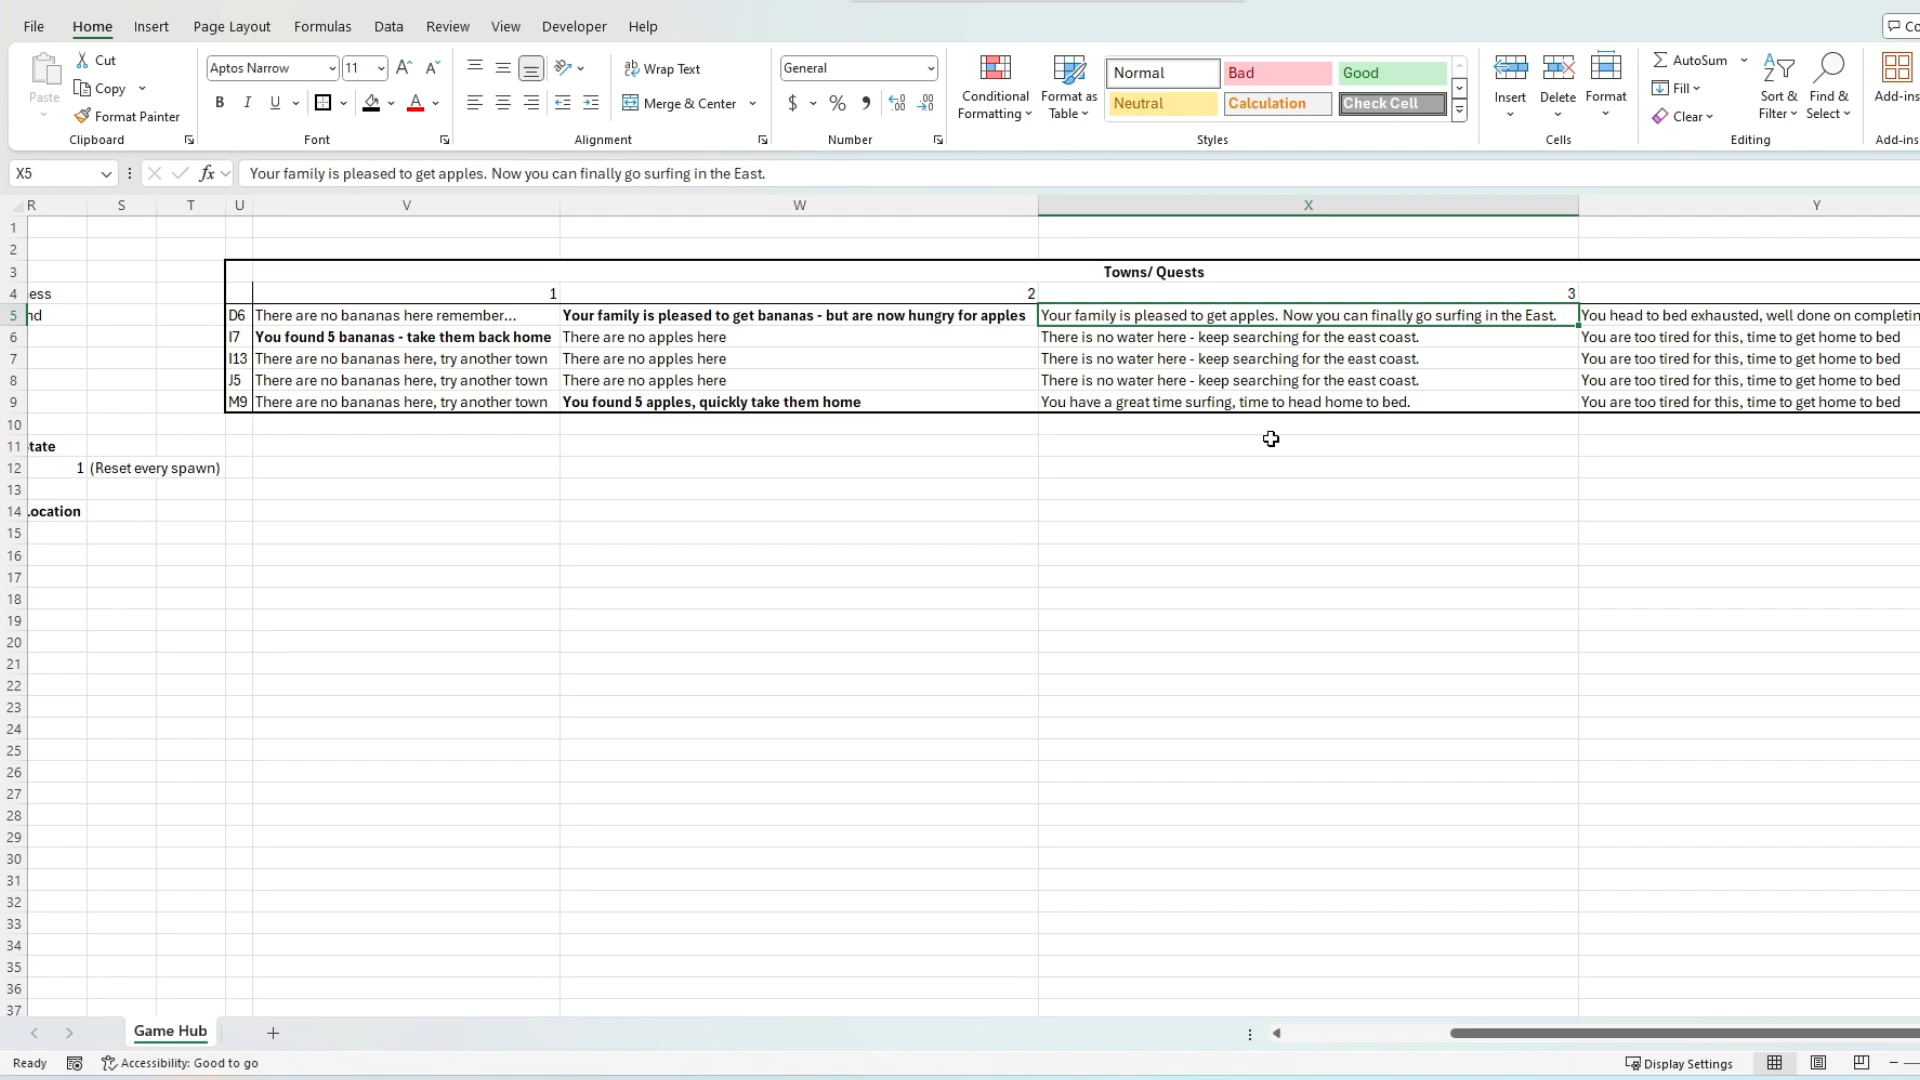 File Home Insert Page Layout Formulas Data Review View Developer Help Co
Paste Cut Copy Format Painter Clipboard
Aptos Narrow 11 A A B I U A Font
Wrap Text Merge & Center Alignment
General $ % Number
Conditional Formatting Format as Table
Normal Bad Good
Neutral Calculation Check Cell
Styles
Insert Delete Format Cells
AutoSum Fill Clear Sort & Filter Find & Select Editing
Add-ins Add-ins
X5 fx Your family is pleased to get apples. Now you can finally go surfing in the East.
R S T U V W X Y
1
2
3 Towns/ Quests
4 ess 1 2 3
5 nd D6 There are no bananas here remember... Your family is pleased to get bananas - but are now hungry for apples Your family is pleased to get apples. Now you can finally go surfing in the East. You head to bed exhausted, well done on completin
6 I7 You found 5 bananas - take them back home There are no apples here There is no water here - keep searching for the east coast. You are too tired for this, time to get home to bed
7 I13 There are no bananas here, try another town There are no apples here There is no water here - keep searching for the east coast. You are too tired for this, time to get home to bed
8 J5 There are no bananas here, try another town There are no apples here There is no water here - keep searching for the east coast. You are too tired for this, time to get home to bed
9 M9 There are no bananas here, try another town You found 5 apples, quickly take them home You have a great time surfing, time to head home to bed. You are too tired for this, time to get home to bed
10
11 tate
12 1 (Reset every spawn)
13
14 ocation
15
16
17
18
19
20
21
22
23
24
25
26
27
28
29
30
31
32
33
34
35
36
37
Game Hub
Ready Accessibility: Good to go Display Settings